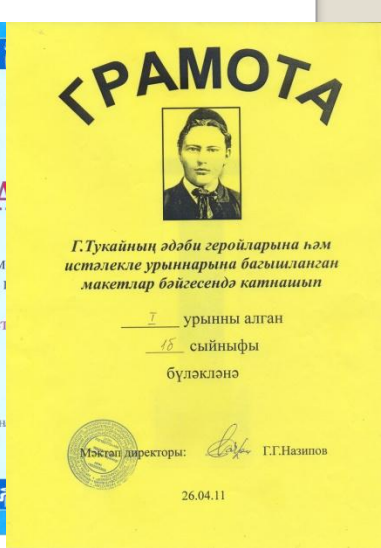 ГРАМОТА
Г.Тукайның әдәби геройларына һәм
истәлекле урыннарына багышланган
макетлар бәйгесендә катнашып
I урынны алган
1б сыйныфы
бүләкләнә
Мәктәп директоры: Г.Г.Назипов
26.04.11